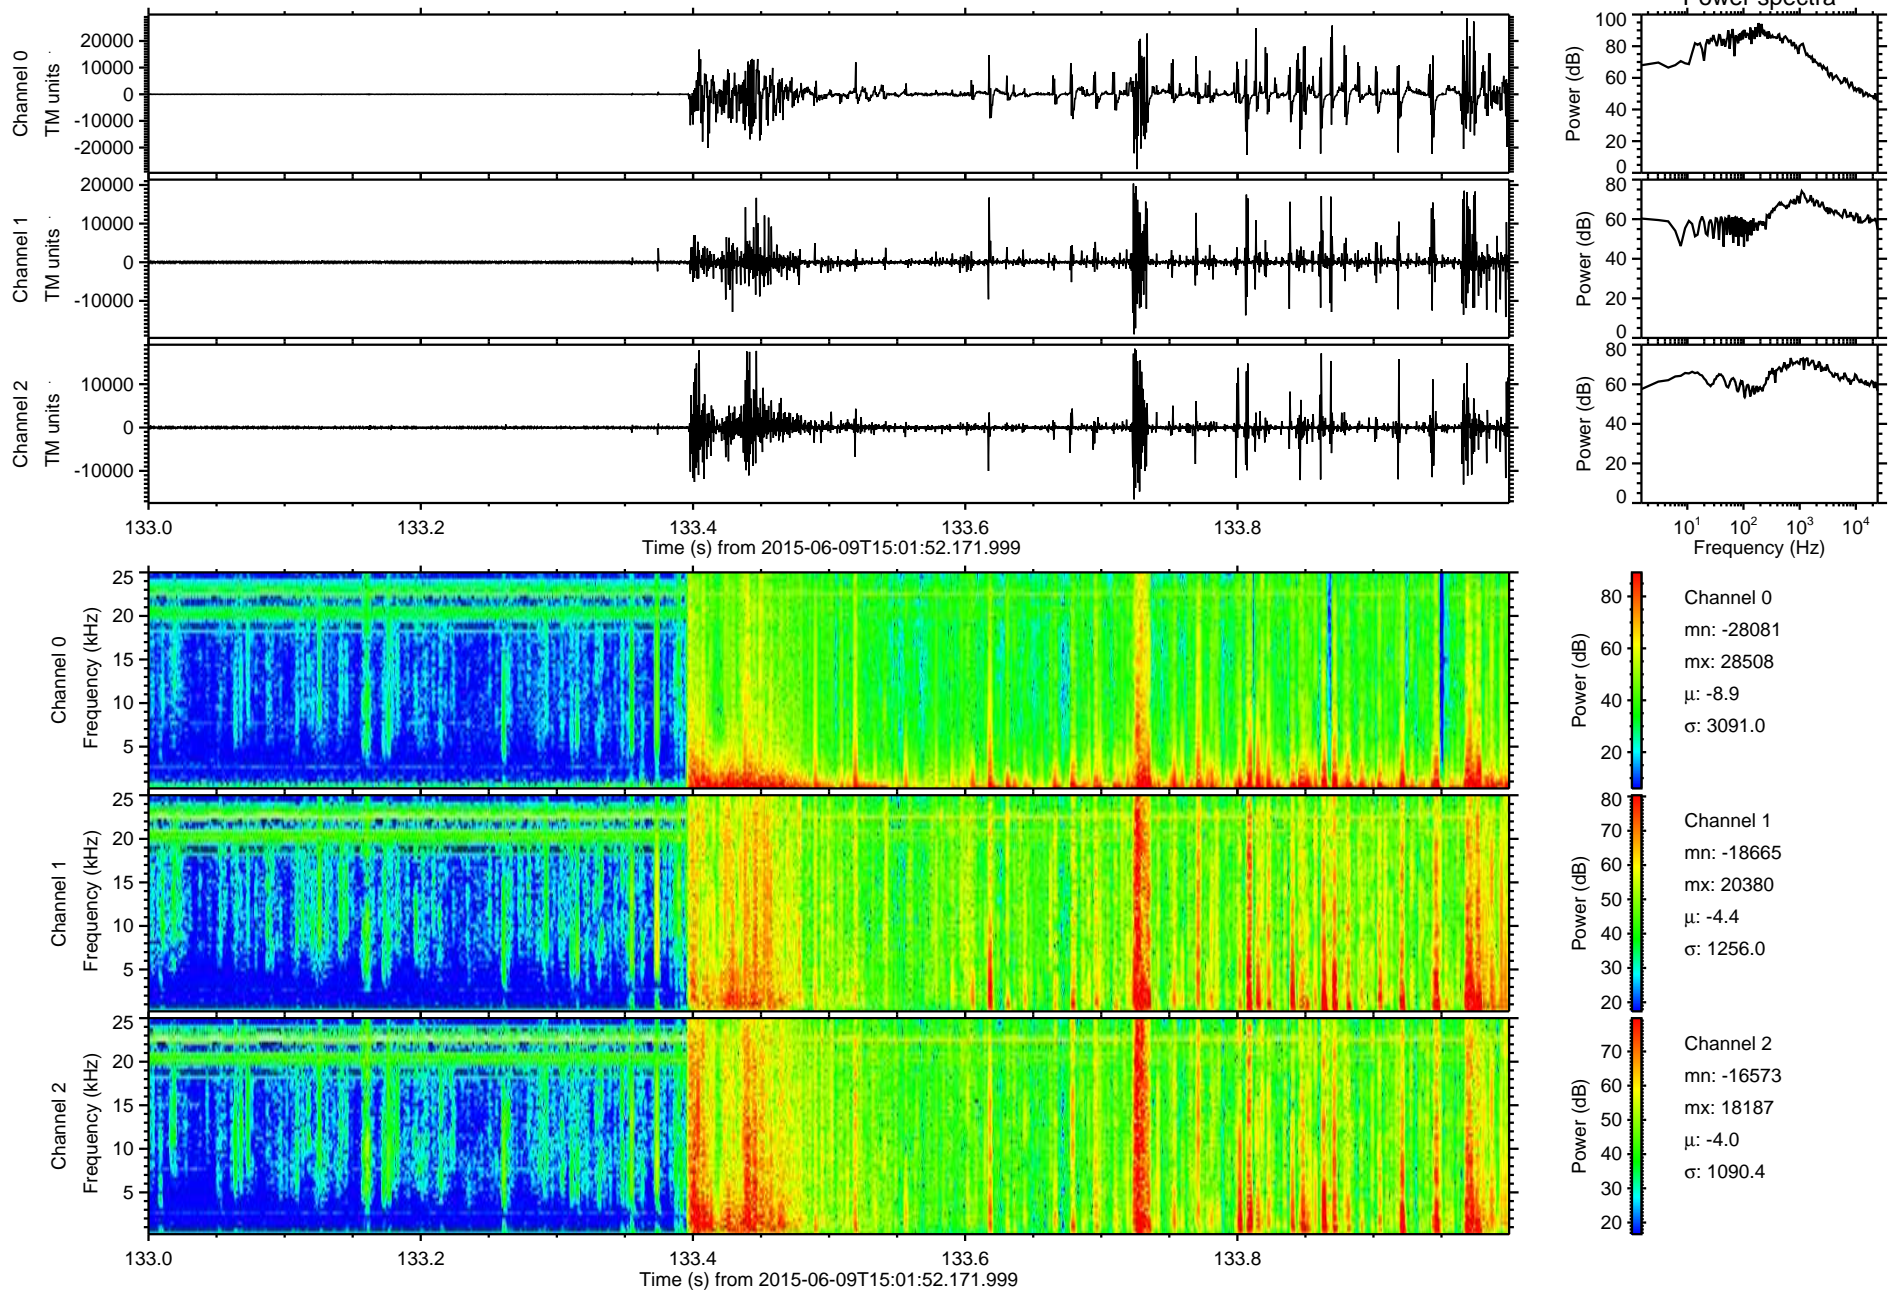 Power spectra
Channel 0
TM units
20000
10000
0
-10000
-20000
Power (dB)
100
80
60
40
20
0
Channel 1
TM units
20000
10000
0
-10000
Power (dB)
80
60
40
20
0
Channel 2
TM units
10000
0
-10000
Power (dB)
80
60
40
20
0
133.0 133.2 133.4 133.6 133.8
Time (s) from 2015-06-09T15:01:52.171.999
10¹ 10² 10³ 10⁴
Frequency (Hz)
Channel 0
Frequency (kHz)
25
20
15
10
5
Power (dB)
80
60
40
20
Channel 0
mn: -28081
mx: 28508
μ: -8.9
σ: 3091.0
Channel 1
Frequency (kHz)
25
20
15
10
5
Power (dB)
80
70
60
50
40
30
20
Channel 1
mn: -18665
mx: 20380
μ: -4.4
σ: 1256.0
Channel 2
Frequency (kHz)
25
20
15
10
5
Power (dB)
70
60
50
40
30
20
Channel 2
mn: -16573
mx: 18187
μ: -4.0
σ: 1090.4
133.0 133.2 133.4 133.6 133.8
Time (s) from 2015-06-09T15:01:52.171.999